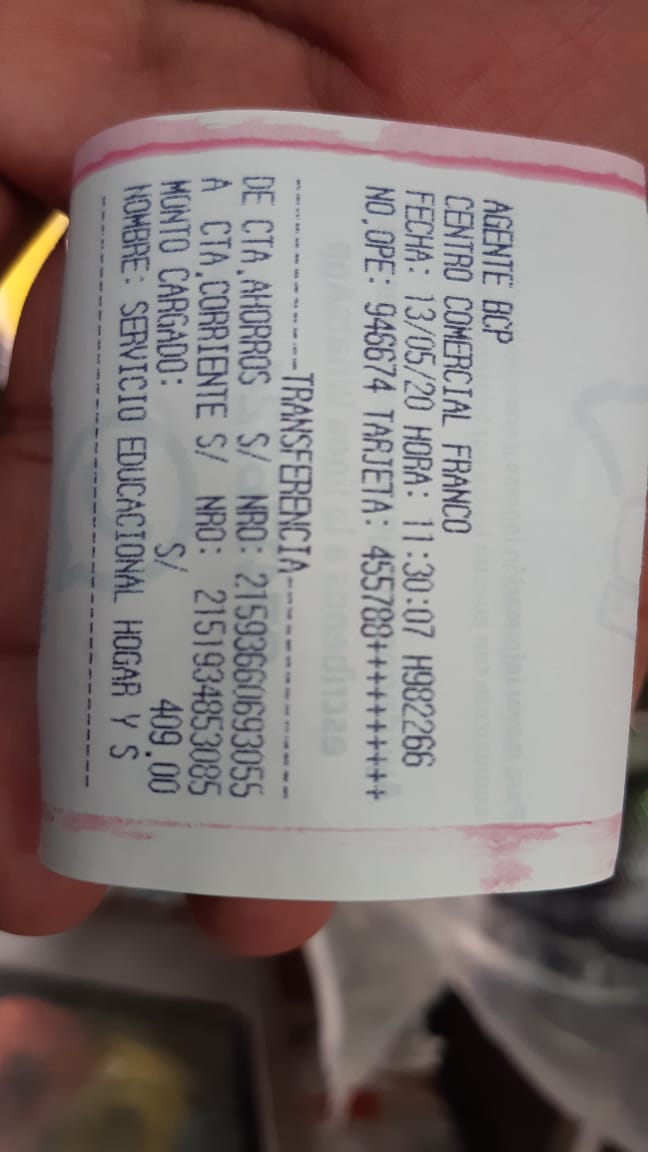 AGENTE BCP
CENTRO COMERCIAL FRANCO
FECHA: 13/05/20 HORA: 11:30:07 H982266
NO.OPE: 946674 TARJETA: 455788++++++++++
------------TRANSFERENCIA---------------
DE CTA.AHORROS S/ NRO: 21593660693055
A CTA.CORRIENTE S/ NRO: 2151934853085
MONTO CARGADO: S/ 409.00
NOMBRE: SERVICIO EDUCACIONAL HOGAR Y S
----------------------------------------